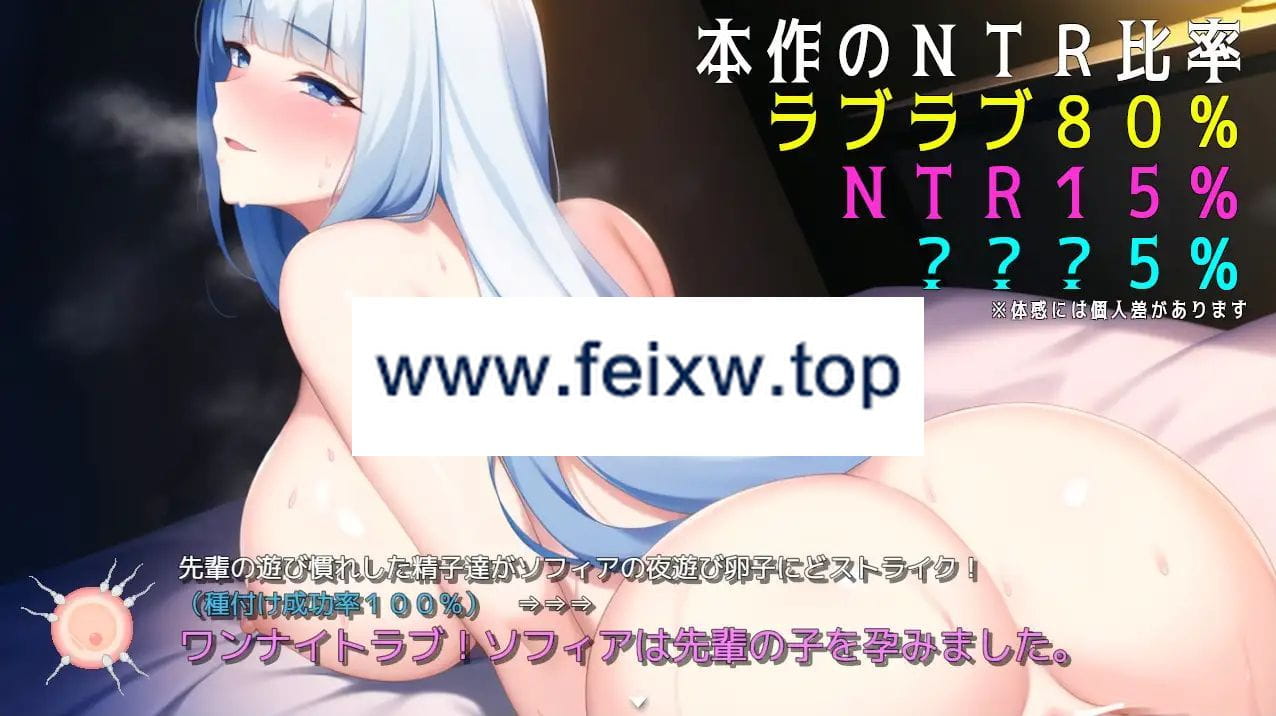 本作のNTR比率
ラブラブ80%
NTR15%
???5%
※体感には個人差があります
www.feixw.top
先輩の遊び慣れした精子達がソフィアの夜遊び卵子にどストライク！
（種付け成功率１００％）　⇒⇒⇒
ワンナイトラブ！ソフィアは先輩の子を孕みました。